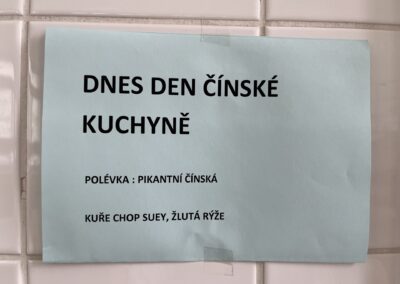 DNES DEN ČÍNSKÉ
KUCHYNĚ
POLÉVKA : PIKANTNÍ ČÍNSKÁ
KUŘE CHOP SUEY, ŽLUTÁ RÝŽE